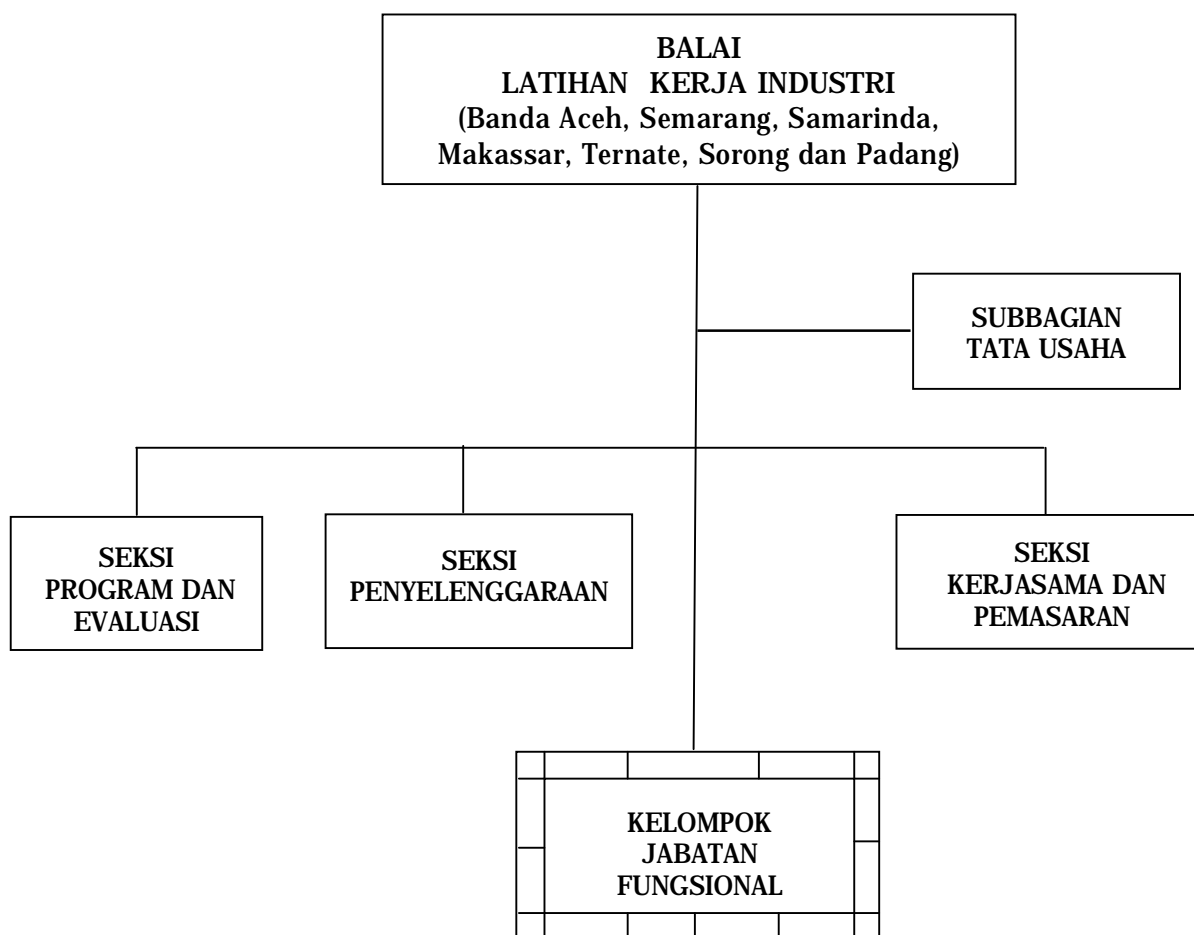 BALAI
LATIHAN KERJA INDUSTRI
(Banda Aceh, Semarang, Samarinda,
Makassar, Ternate, Sorong dan Padang)
SUBBAGIAN
TATA USAHA
SEKSI
PROGRAM DAN
EVALUASI
SEKSI
PENYELENGGARAAN
SEKSI
KERJASAMA DAN
PEMASARAN
KELOMPOK
JABATAN
FUNGSIONAL